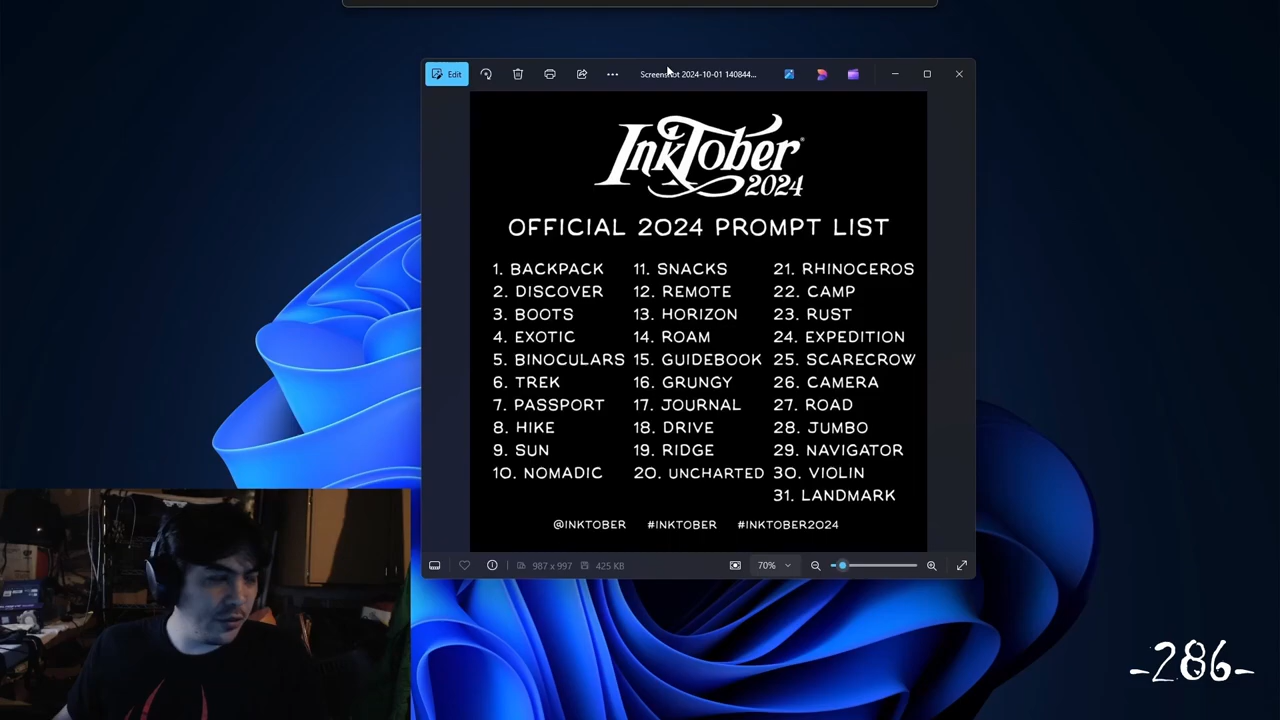 Edit
Screenshot 2024-10-01 140844...
InkTober®
2024
OFFICIAL 2024 PROMPT LIST
1. BACKPACK
2. DISCOVER
3. BOOTS
4. EXOTIC
5. BINOCULARS
6. TREK
7. PASSPORT
8. HIKE
9. SUN
10. NOMADIC
11. SNACKS
12. REMOTE
13. HORIZON
14. ROAM
15. GUIDEBOOK
16. GRUNGY
17. JOURNAL
18. DRIVE
19. RIDGE
20. UNCHARTED
21. RHINOCEROS
22. CAMP
23. RUST
24. EXPEDITION
25. SCARECROW
26. CAMERA
27. ROAD
28. JUMBO
29. NAVIGATOR
30. VIOLIN
31. LANDMARK
@INKTOBER #INKTOBER #INKTOBER2024
987 x 997 425 KB 70%
-286-